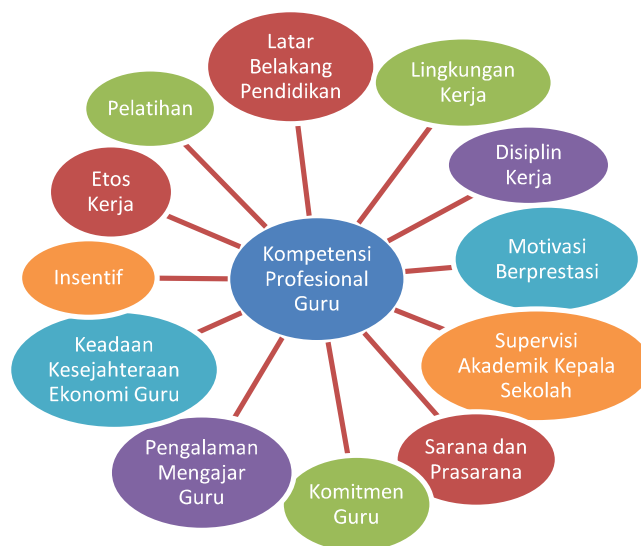 Latar
Belakang
Pendidikan
Lingkungan
Kerja
Disiplin
Kerja
Motivasi
Berprestasi
Supervisi
Akademik Kepala
Sekolah
Sarana dan
Prasarana
Komitmen
Guru
Pengalaman
Mengajar
Guru
Keadaan
Kesejahteraan
Ekonomi Guru
Insentif
Etos
Kerja
Pelatihan
Kompetensi
Profesional
Guru